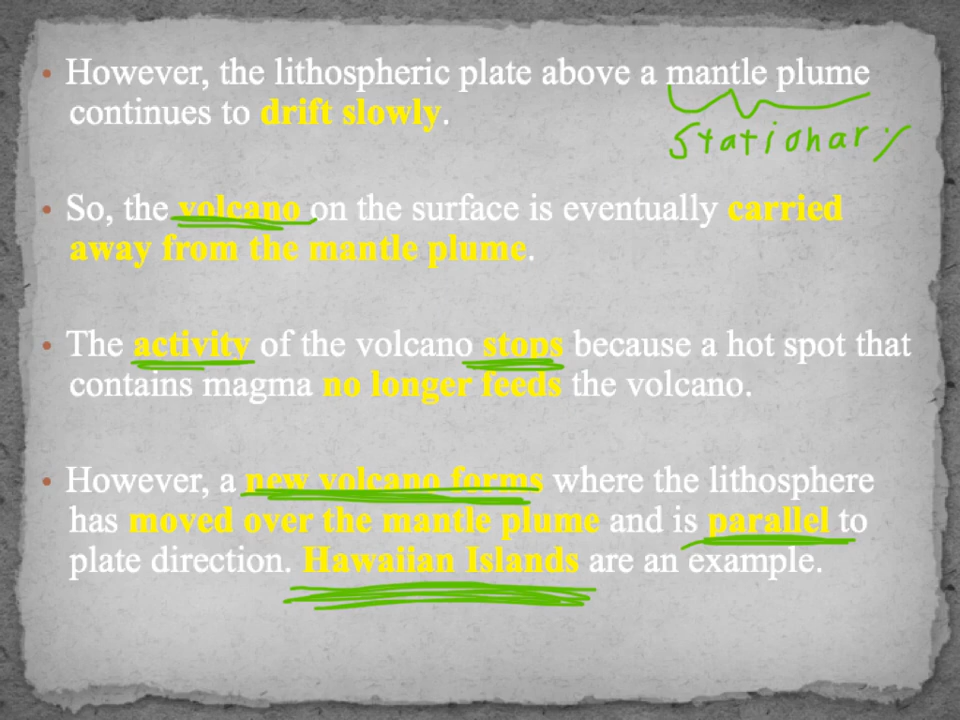 • However, the lithospheric plate above a mantle plume
continues to drift slowly.
stationary
• So, the volcano on the surface is eventually carried
away from the mantle plume.
• The activity of the volcano stops because a hot spot that
contains magma no longer feeds the volcano.
• However, a new volcano forms where the lithosphere
has moved over the mantle plume and is parallel to
plate direction. Hawaiian Islands are an example.